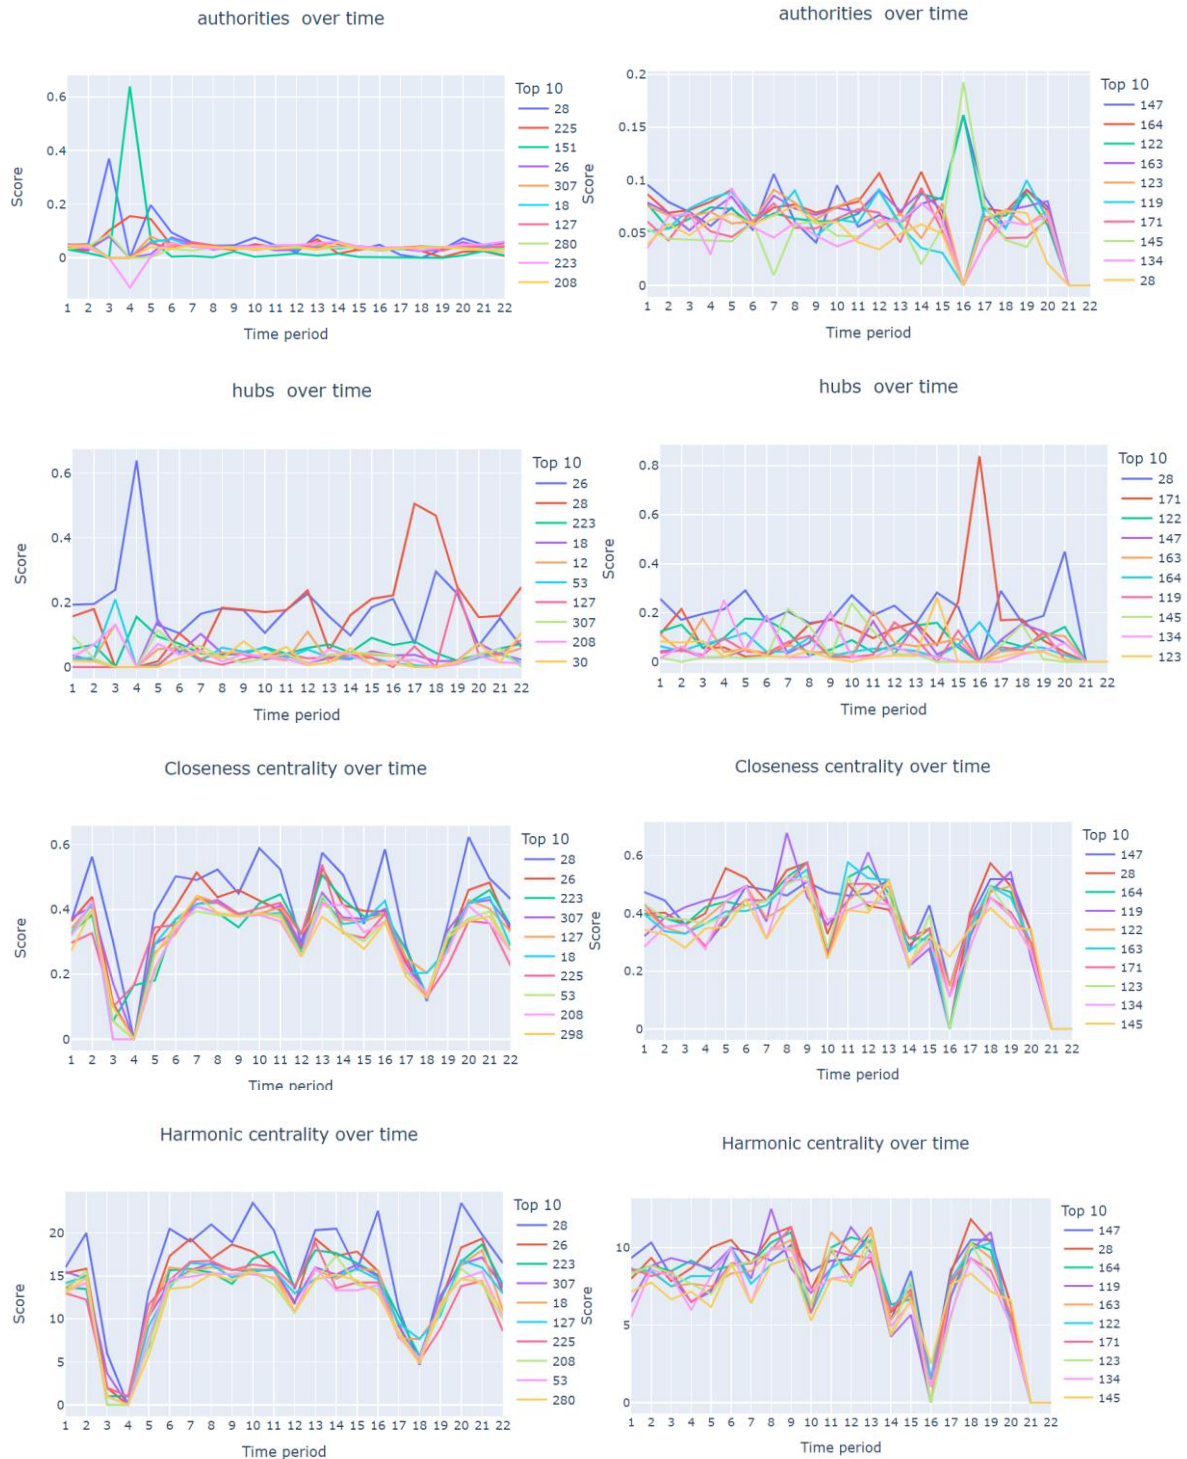 authorities over time
Score
0.6
0.4
0.2
0
1 2 3 4 5 6 7 8 9 10 11 12 13 14 15 16 17 18 19 20 21 22
Time period
Top 10
28
225
151
26
307
18
127
280
223
208
authorities over time
Score
0.2
0.15
0.1
0.05
0
1 2 3 4 5 6 7 8 9 10 11 12 13 14 15 16 17 18 19 20 21 22
Time period
Top 10
147
164
122
163
123
119
171
145
134
28
hubs over time
Score
0.6
0.4
0.2
0
1 2 3 4 5 6 7 8 9 10 11 12 13 14 15 16 17 18 19 20 21 22
Time period
Top 10
26
28
223
18
12
53
127
307
208
30
hubs over time
Score
0.8
0.6
0.4
0.2
0
1 2 3 4 5 6 7 8 9 10 11 12 13 14 15 16 17 18 19 20 21 22
Time period
Top 10
28
171
122
147
163
164
119
145
134
123
Closeness centrality over time
Score
0.6
0.4
0.2
0
1 2 3 4 5 6 7 8 9 10 11 12 13 14 15 16 17 18 19 20 21 22
Time period
Top 10
28
26
223
307
127
18
225
53
208
298
Closeness centrality over time
Score
0.6
0.4
0.2
0
1 2 3 4 5 6 7 8 9 10 11 12 13 14 15 16 17 18 19 20 21 22
Time period
Top 10
147
28
164
119
122
163
171
123
134
145
Harmonic centrality over time
Score
20
15
10
5
0
1 2 3 4 5 6 7 8 9 10 11 12 13 14 15 16 17 18 19 20 21 22
Time period
Top 10
28
26
223
307
18
127
225
208
53
280
Harmonic centrality over time
Score
10
5
0
1 2 3 4 5 6 7 8 9 10 11 12 13 14 15 16 17 18 19 20 21 22
Time period
Top 10
147
28
164
119
163
122
171
123
134
145